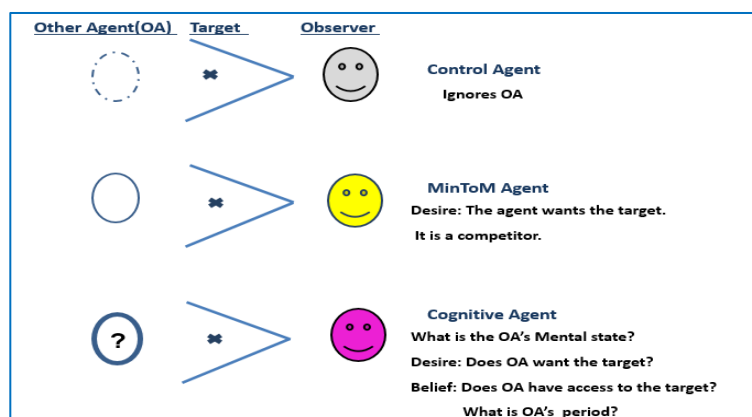 Other Agent(OA) Target Observer
Control Agent
Ignores OA
MinToM Agent
Desire: The agent wants the target.
It is a competitor.
Cognitive Agent
?
What is the OA's Mental state?
Desire: Does OA want the target?
Belief: Does OA have access to the target?
What is OA's period?